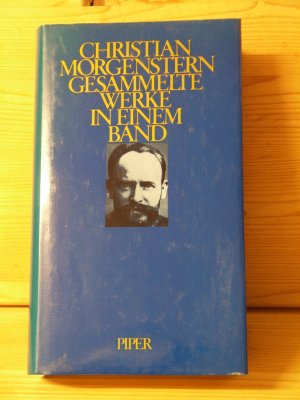 CHRISTIAN
MORGENSTERN
GESAMMELTE
WERKE
IN EINEM
BAND
PIPER